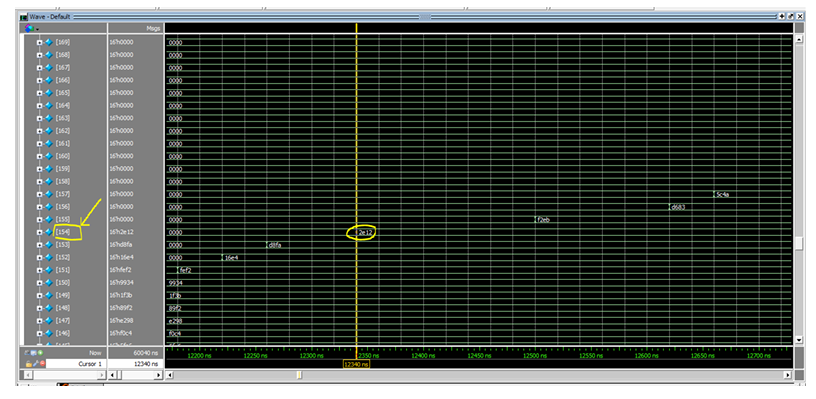 Wave - Default
Msgs
[169] 16'h0000 0000
[168] 16'h0000 0000
[167] 16'h0000 0000
[166] 16'h0000 0000
[165] 16'h0000 0000
[164] 16'h0000 0000
[163] 16'h0000 0000
[162] 16'h0000 0000
[161] 16'h0000 0000
[160] 16'h0000 0000
[159] 16'h0000 0000
[158] 16'h0000 0000
[157] 16'h0000 0000 5c4a
[156] 16'h0000 0000 d683
[155] 16'h0000 0000 f2eb
[154] 16'h2e12 0000 2e12
[153] 16'hd8fa 0000 d8fa
[152] 16'h16e4 0000 16e4
[151] 16'hfef2 fef2
[150] 16'h9934 9934
[149] 16'h1f3b 1f3b
[148] 16'h89f2 89f2
[147] 16'he298 e298
[146] 16'hf0c4 f0c4
Now 60040 ns 12200 ns 12250 ns 12300 ns 12350 ns 12400 ns 12450 ns 12500 ns 12550 ns 12600 ns 12650 ns 12700 ns
Cursor 1 12340 ns 12340 ns